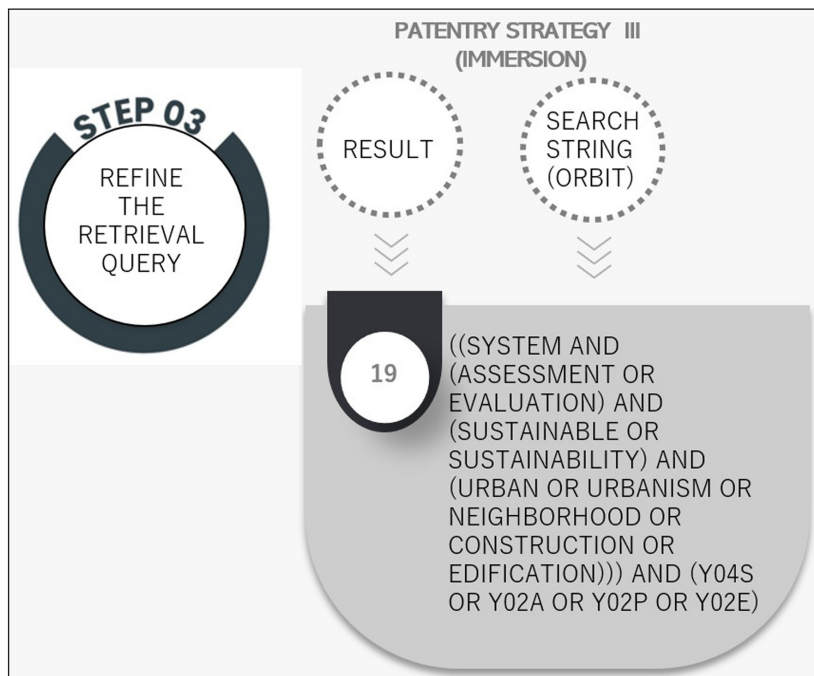 PATENTRY STRATEGY III
(IMMERSION)
STEP 03
REFINE
THE
RETRIEVAL
QUERY
RESULT
SEARCH
STRING
(ORBIT)
19
((SYSTEM AND
(ASSESSMENT OR
EVALUATION) AND
(SUSTAINABLE OR
SUSTAINABILITY) AND
(URBAN OR URBANISM OR
NEIGHBORHOOD OR
CONSTRUCTION OR
EDIFICATION))) AND (Y04S
OR Y02A OR Y02P OR Y02E)